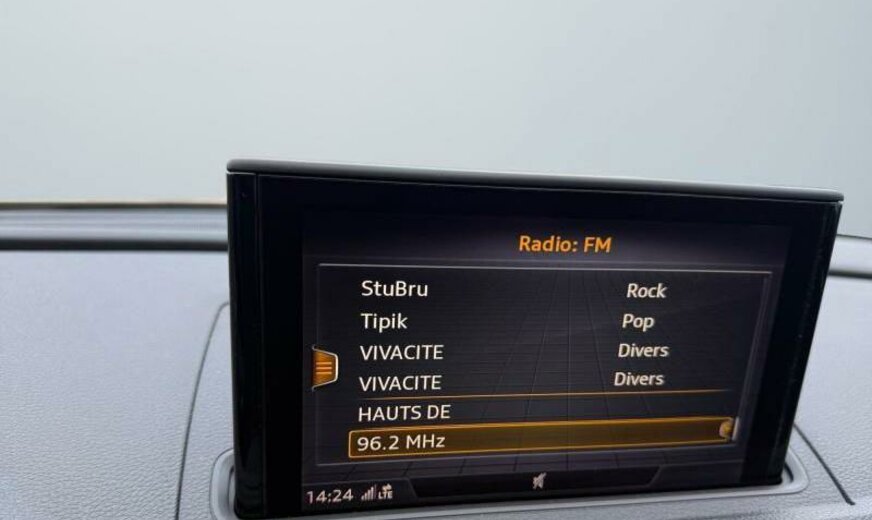 Radio: FM
StuBru Rock
Tipik Pop
VIVACITE Divers
VIVACITE Divers
HAUTS DE
96.2 MHz
14:24 LTE